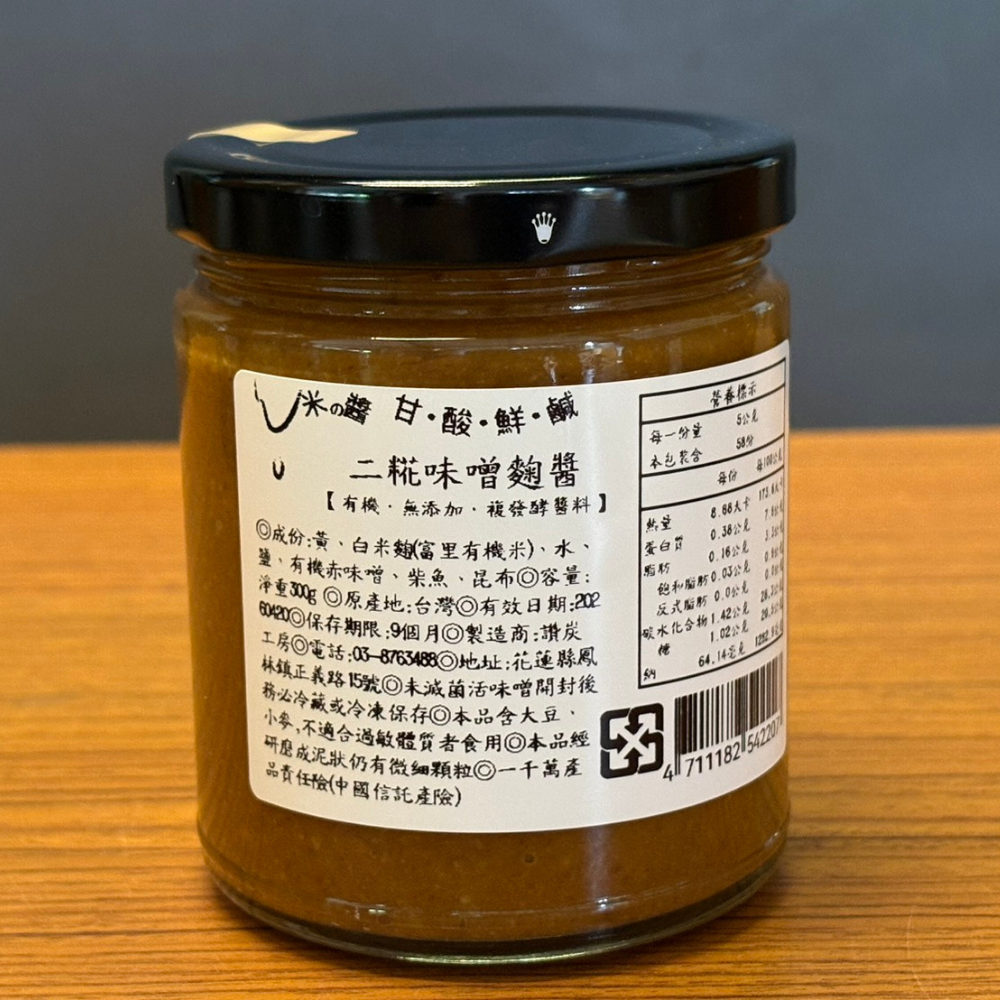 米の醬 甘·酸·鮮·鹹
二糀味噌麴醬
【有機·無添加·複發酵醬料】
◎成份:黃、白米麴(富里有機米)、水、
鹽、有機赤味噌、柴魚、昆布◎容量:
淨重300g ◎原產地:台灣◎有效日期:202
60420◎保存期限:9個月◎製造商:讚炭
工房◎電話:03-8763488◎地址:花蓮縣鳳
林鎮正義路15號◎未滅菌活味噌開封後
務必冷藏或冷凍保存◎本品含大豆、
小麥,不適合過敏體質者食用◎本品經
研磨成泥狀仍有微細顆粒◎一千萬產
品責任險(中國信託產險)
營養標示
每一份量 5公克
本包裝含 58份
每份 每100公克
熱量 8.66大卡 173.6大卡
蛋白質 0.38公克
脂肪 0.16公克
飽和脂肪 0.03公克
反式脂肪 0.0公克
碳水化合物 1.42公克
糖 1.02公克
鈉 64.14毫克
4 711182 542207